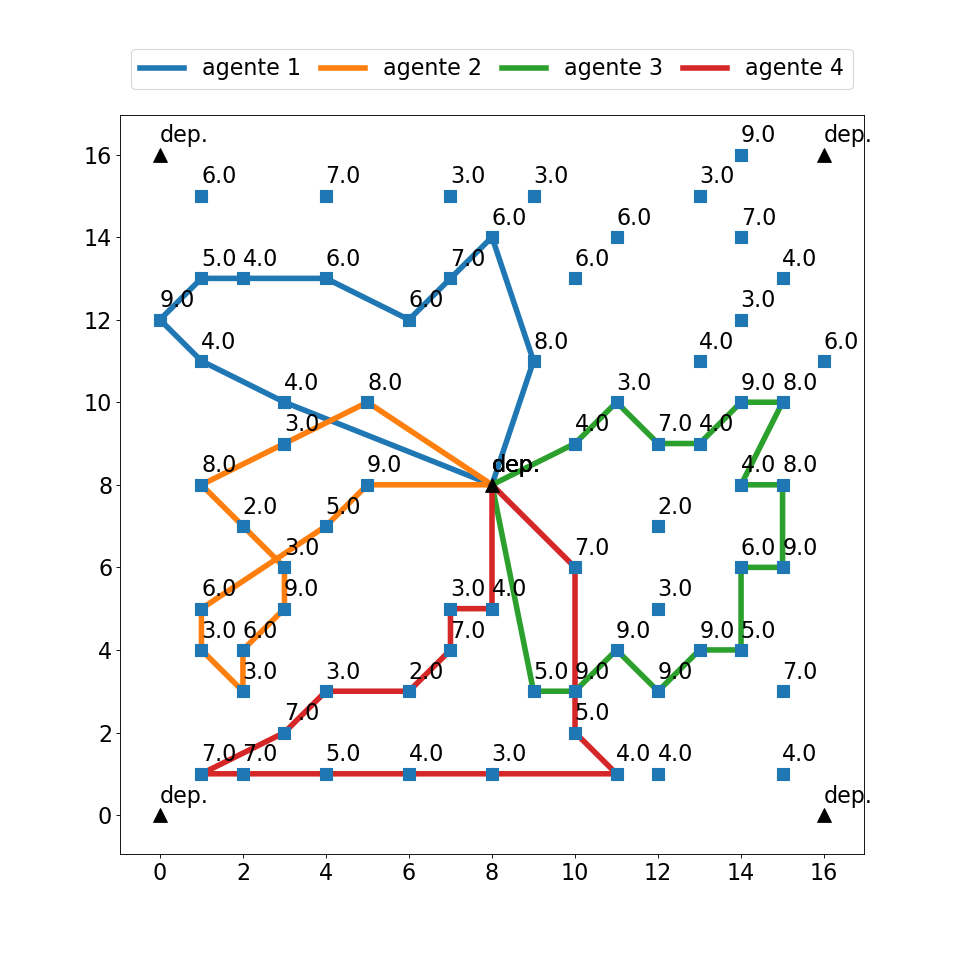 agente 1 agente 2 agente 3 agente 4
9.0
dep. dep.
16
6.0 7.0 3.0 3.0 3.0
6.0 6.0 7.0
14
5.0 4.0 6.0 7.0 6.0 4.0
9.0 6.0 3.0
12
4.0 8.0 4.0 6.0
4.0 8.0 3.0 9.0 8.0
10
3.0 4.0 7.0 4.0
8.0 9.0 dep. 4.0 8.0
8
2.0 5.0 2.0
3.0 7.0 6.0 9.0
6
6.0 9.0 3.0 4.0 3.0
3.0 6.0 7.0 9.0 9.0 5.0
4
3.0 3.0 2.0 5.0 9.0 9.0 7.0
7.0 5.0
2
7.0 7.0 5.0 4.0 3.0 4.0 4.0 4.0
dep. dep.
0
0 2 4 6 8 10 12 14 16